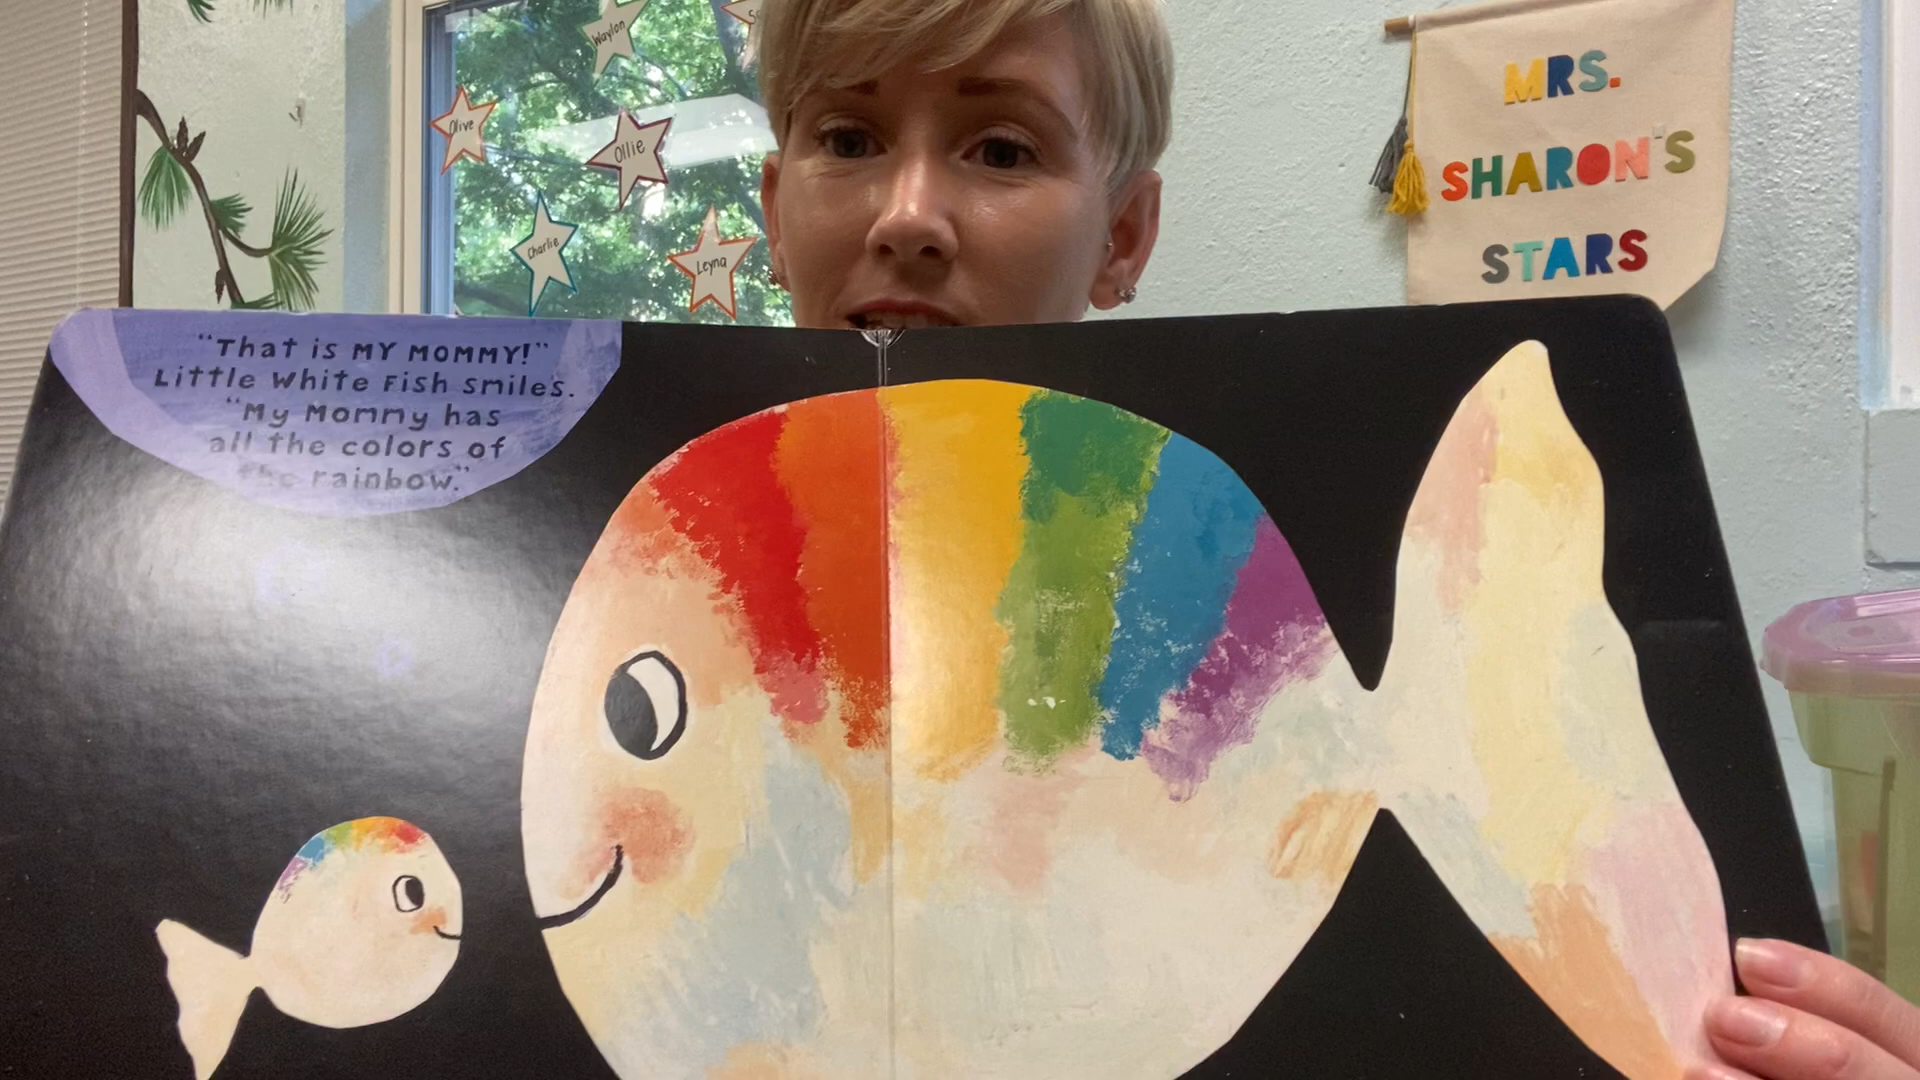 Waylon
Olive
Ollie
Charlie
Leyna
MRS.
SHARON'S
STARS
"That is MY MOMMY!"
Little White Fish smiles.
"My Mommy has
all the colors of
the rainbow."